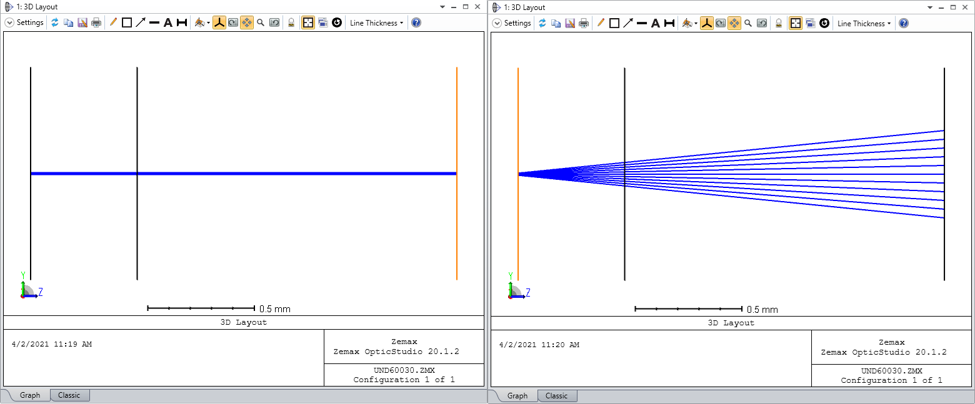 1: 3D Layout
Settings
Line Thickness
0.5 mm
Y
Z
3D Layout
4/2/2021 11:19 AM
Zemax
Zemax OpticStudio 20.1.2
UND60030.ZMX
Configuration 1 of 1
Graph
Classic
1: 3D Layout
Settings
Line Thickness
0.5 mm
Y
Z
3D Layout
4/2/2021 11:20 AM
Zemax
Zemax OpticStudio 20.1.2
UND60030.ZMX
Configuration 1 of 1
Graph
Classic